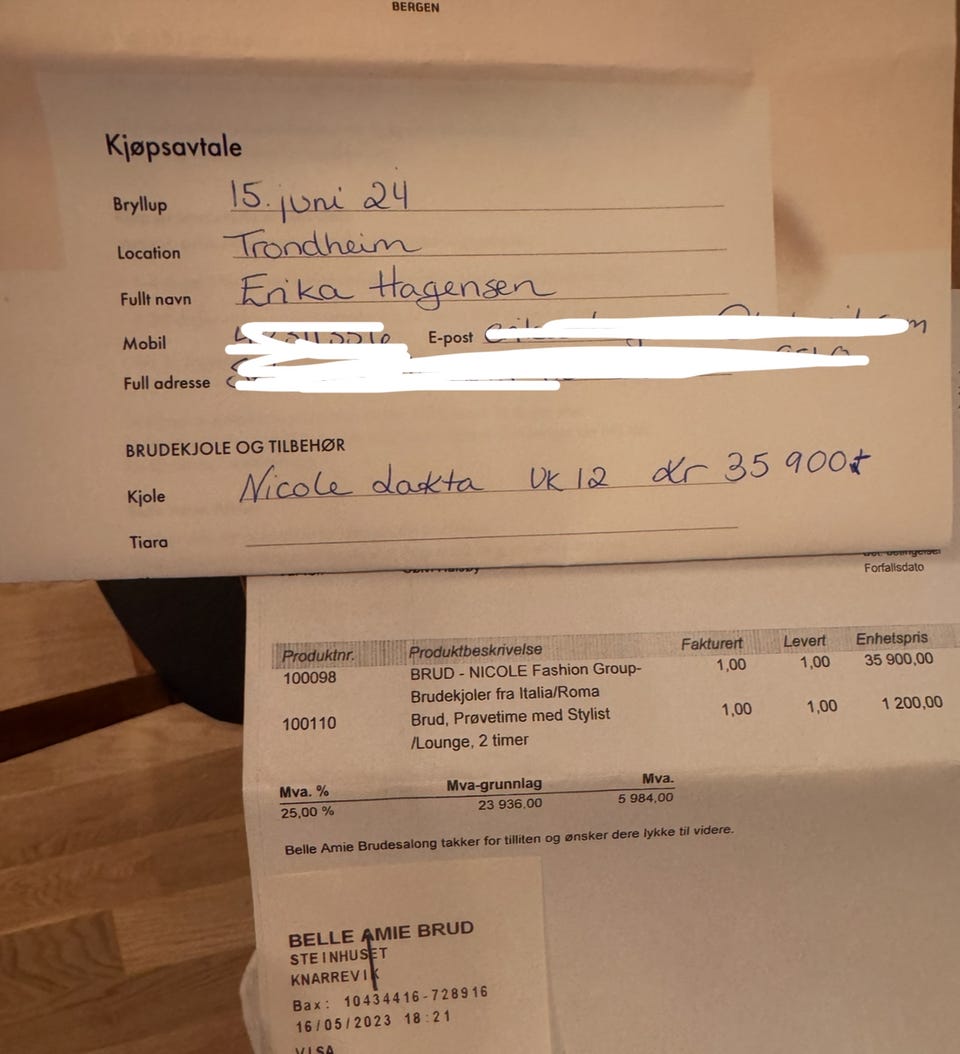 BERGEN
Kjøpsavtale
Bryllup 15. juni 24
Location Trondheim
Fullt navn Erika Hagensen
Mobil E-post
Full adresse
BRUDEKJOLE OG TILBEHØR
Kjole Nicole dakta UK 12 kr 35 900
Tiara
Forfallsdato
Produktnr. Produktbeskrivelse Fakturert Levert Enhetspris
100098 BRUD - NICOLE Fashion Group- 1,00 1,00 35 900,00
Brudekjoler fra Italia/Roma
100110 Brud, Prøvetime med Stylist 1,00 1,00 1 200,00
/Lounge, 2 timer
Mva. % Mva-grunnlag Mva.
25,00 % 23 936,00 5 984,00
Belle Amie Brudesalong takker for tilliten og ønsker dere lykke til videre.
BELLE AMIE BRUD
STEINHUSET
KNARREVIK
Bax: 10434416-728916
16/05/2023 18:21
VISA